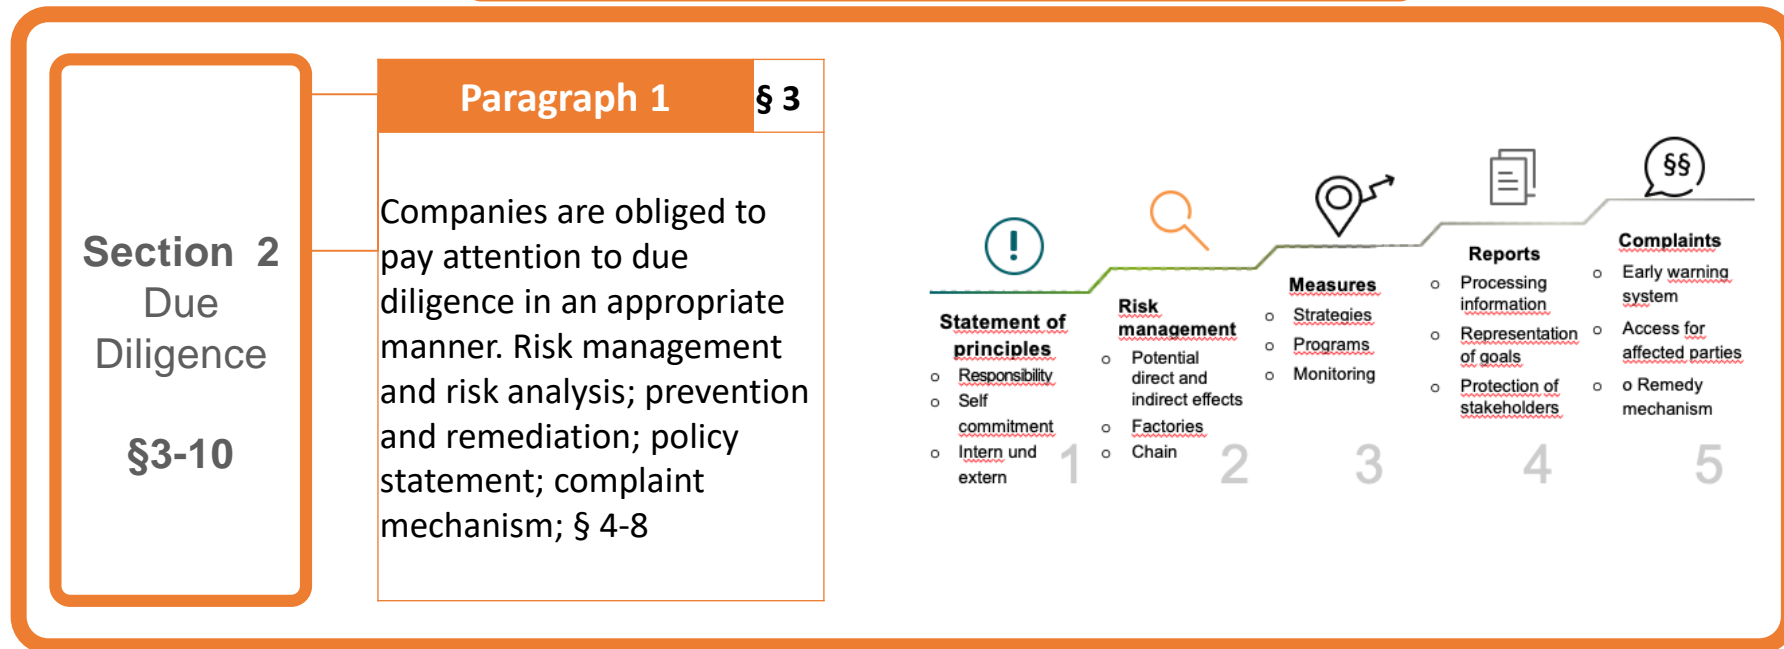 Section 2
Due
Diligence
§3-10
Paragraph 1
§ 3
Companies are obliged to
pay attention to due
diligence in an appropriate
manner. Risk management
and risk analysis; prevention
and remediation; policy
statement; complaint
mechanism; § 4-8
Statement of
principles
o Responsibility
o Self
commitment
o Intern und
extern
1
Risk
management
o Potential
direct and
indirect effects
o Factories
o Chain
2
Measures
o Strategies
o Programs
o Monitoring
3
Reports
o Processing
information
o Representation
of goals
o Protection of
stakeholders
4
§§
Complaints
o Early warning
system
o Access for
affected parties
o o Remedy
mechanism
5